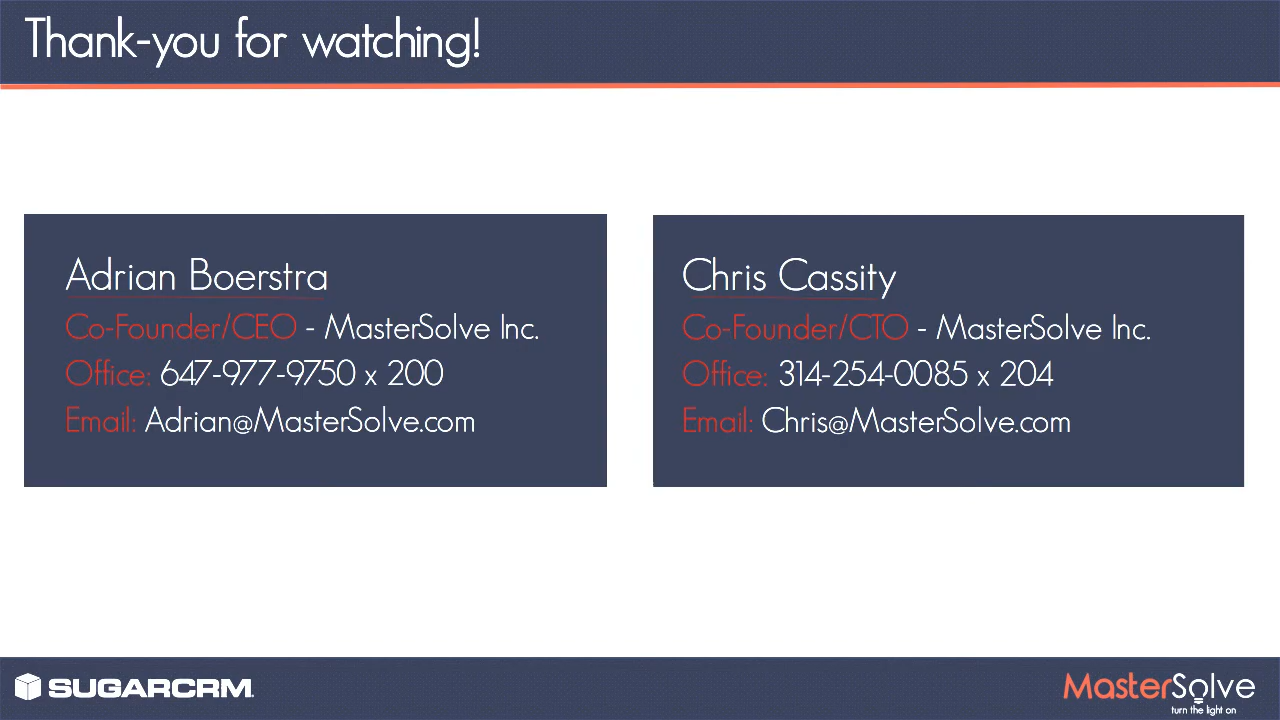 Thank-you for watching!
Adrian Boerstra
Co-Founder/CEO - MasterSolve Inc.
Office: 647-977-9750 x 200
Email: Adrian@MasterSolve.com
Chris Cassity
Co-Founder/CTO - MasterSolve Inc.
Office: 314-254-0085 x 204
Email: Chris@MasterSolve.com
SUGARCRM.
MasterSolve
turn the light on